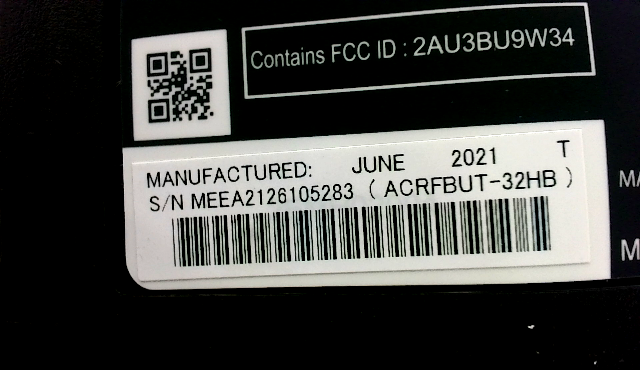 Contains FCC ID : 2AU3BU9W34
MANUFACTURED: JUNE 2021 T
S/N MEEA2126105283 ( ACRFBUT-32HB )